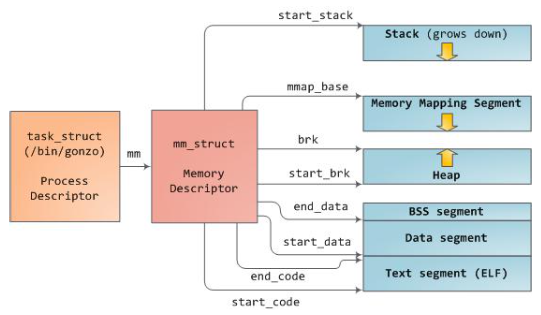 start_stack
Stack (grows down)
mmap_base
Memory Mapping Segment
task_struct
(/bin/gonzo)
Process
Descriptor
mm
mm_struct
Memory
Descriptor
brk
start_brk
Heap
end_data
BSS segment
start_data
Data segment
end_code
Text segment (ELF)
start_code